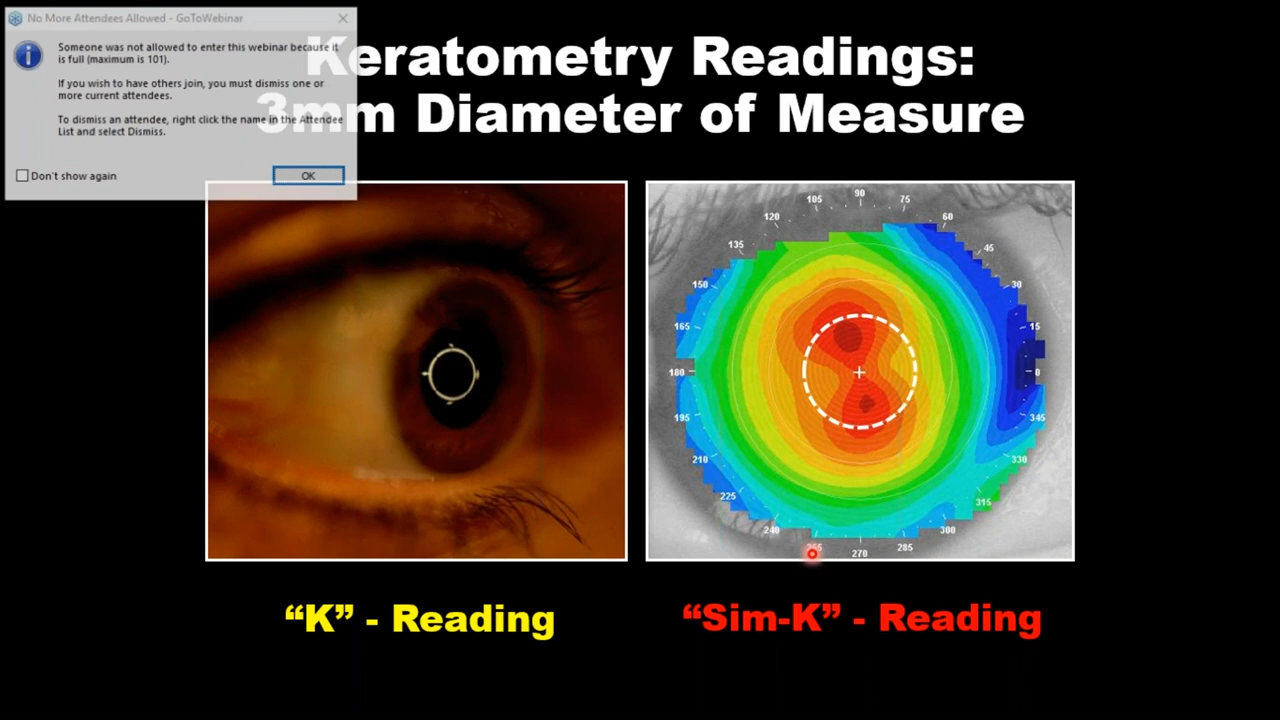 No More Attendees Allowed - GoToWebinar
Someone was not allowed to enter this webinar because it
is full (maximum is 101).
If you wish to have others join, you must dismiss one or
more current attendees.
To dismiss an attendee, right click the name in the Attendee
List and select Dismiss.
Don't show again
OK
Keratometry Readings:
3mm Diameter of Measure
90
105
75
120
60
135
45
150
30
165
15
180
0
195
345
210
330
225
315
240
300
255
270
285
“K” - Reading
“Sim-K” - Reading